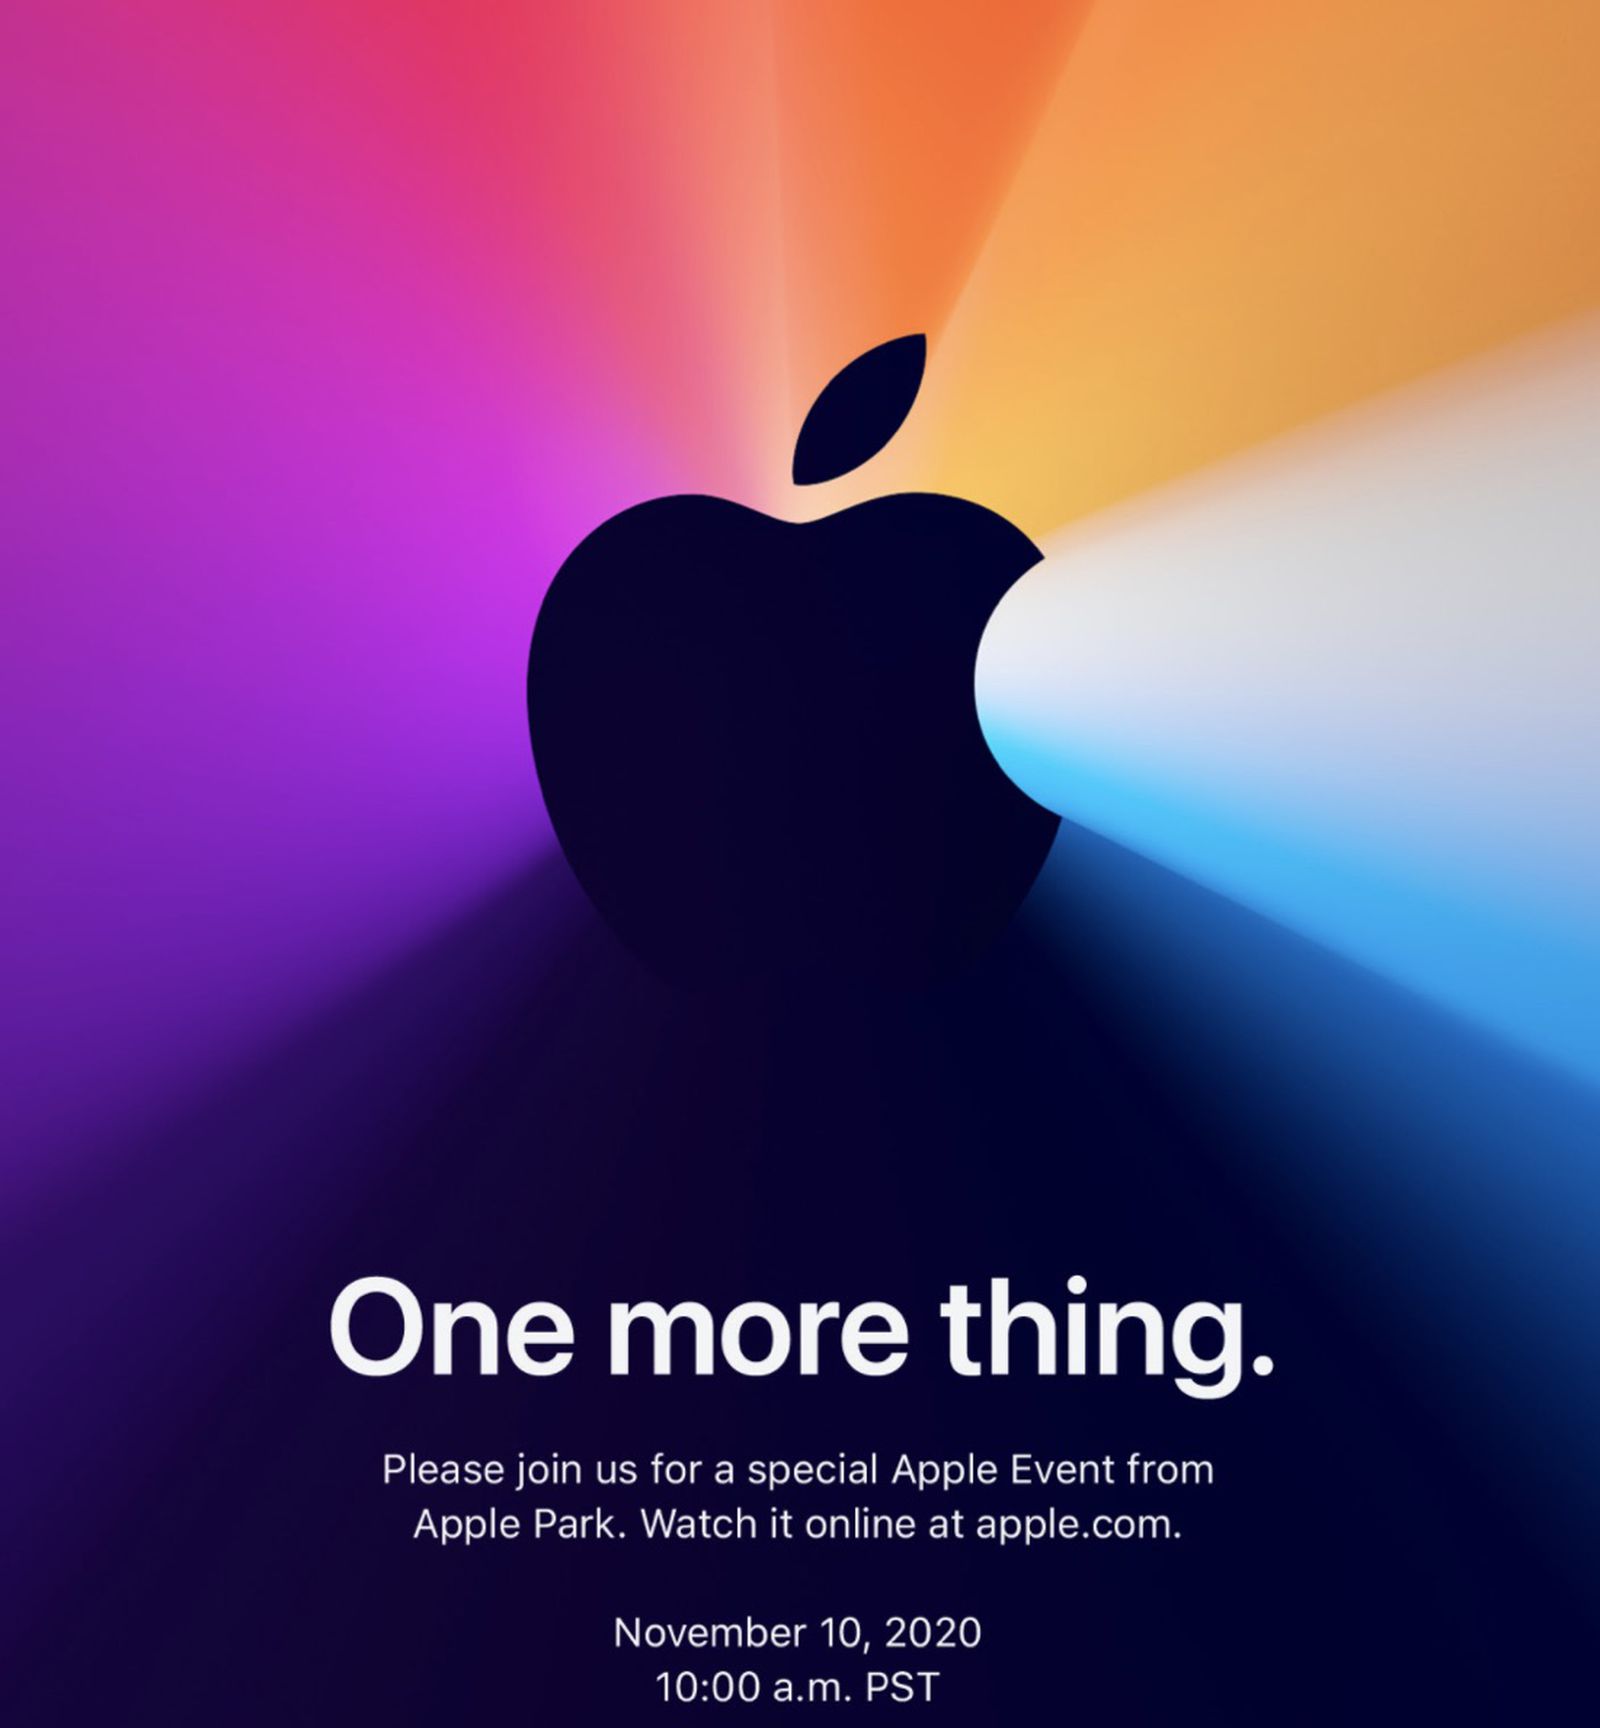 One more thing.
Please join us for a special Apple Event from
Apple Park. Watch it online at apple.com.
November 10, 2020
10:00 a.m. PST